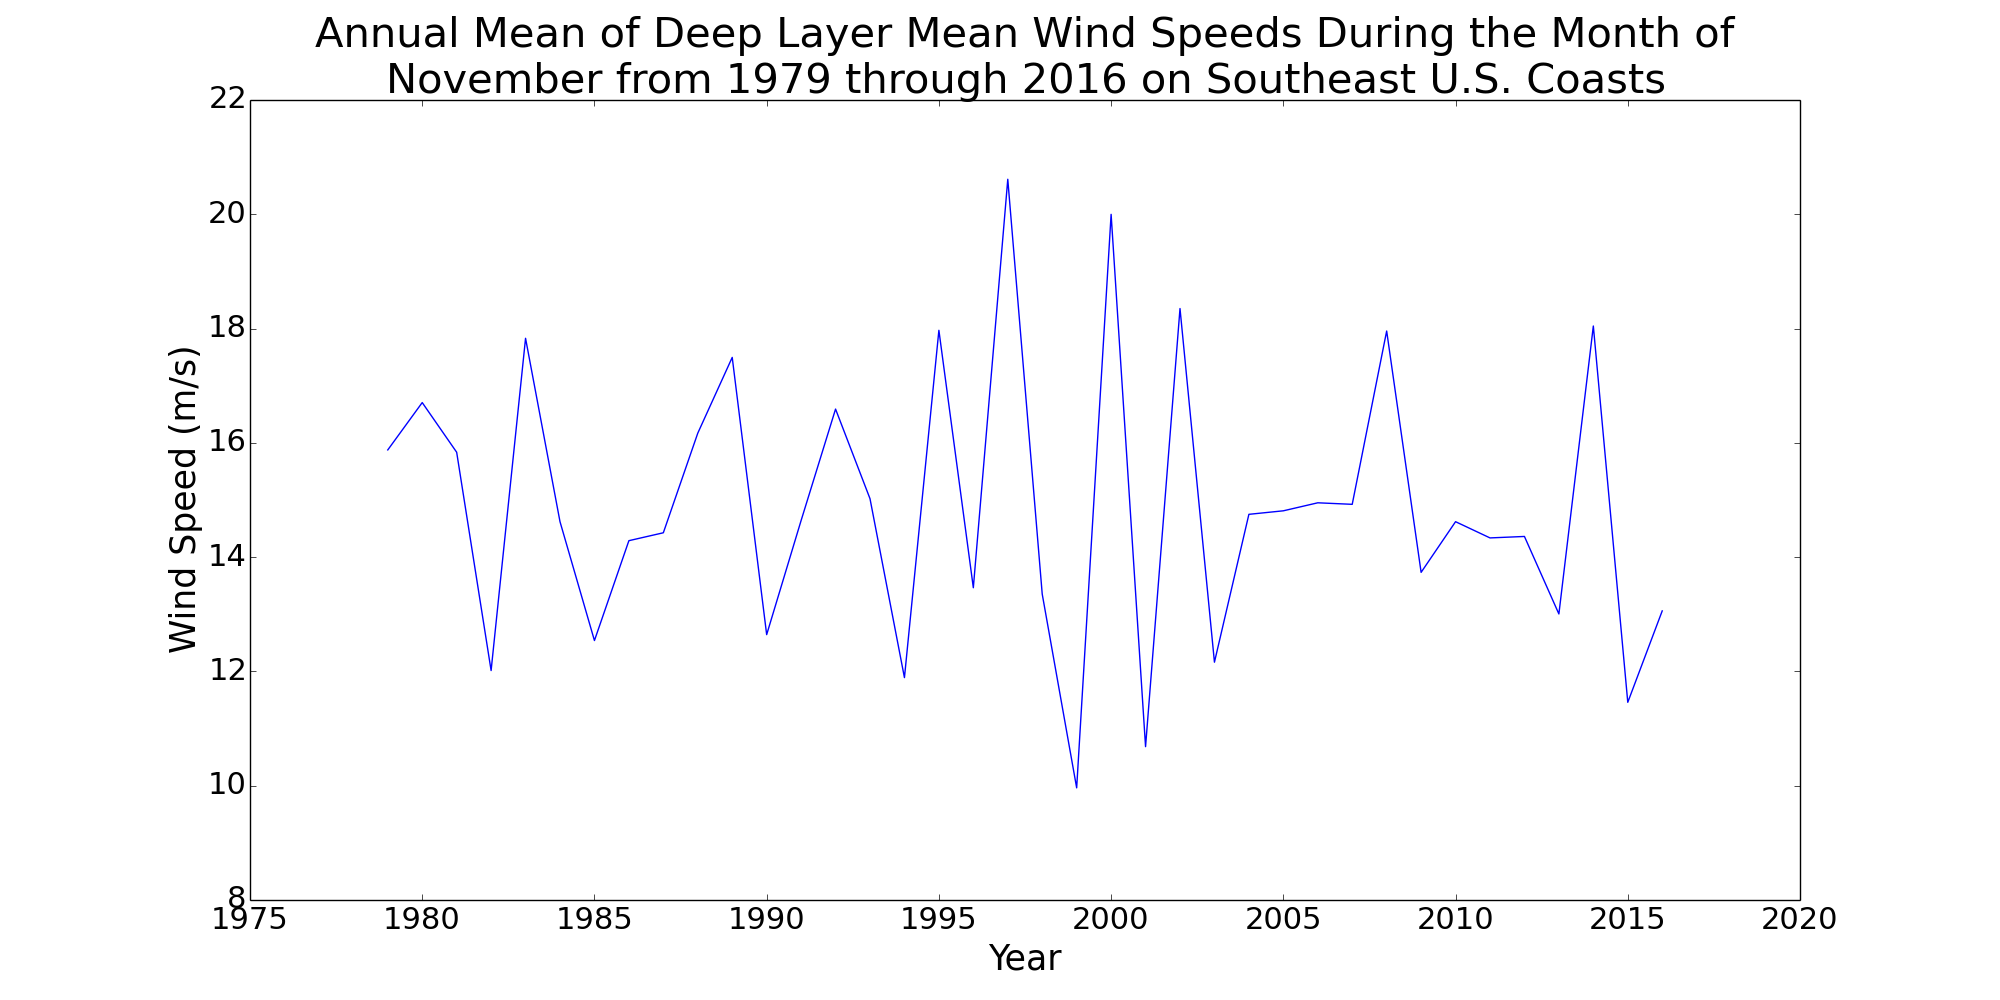 Annual Mean of Deep Layer Mean Wind Speeds During the Month of
November from 1979 through 2016 on Southeast U.S. Coasts
22
20
18
16
14
12
10
8
Wind Speed (m/s)
1975 1980 1985 1990 1995 2000 2005 2010 2015 2020
Year